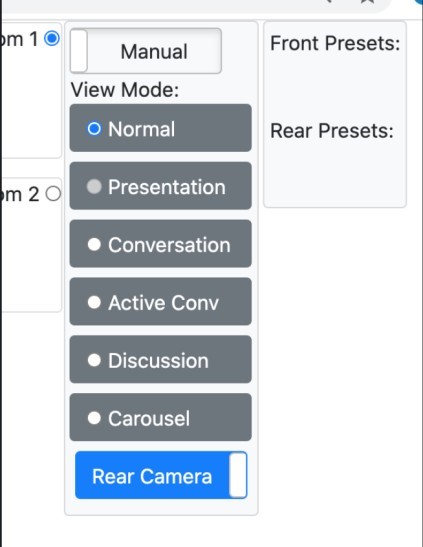 om 1
om 2
Manual
View Mode:
Normal
Presentation
Conversation
Active Conv
Discussion
Carousel
Rear Camera
Front Presets:
Rear Presets: